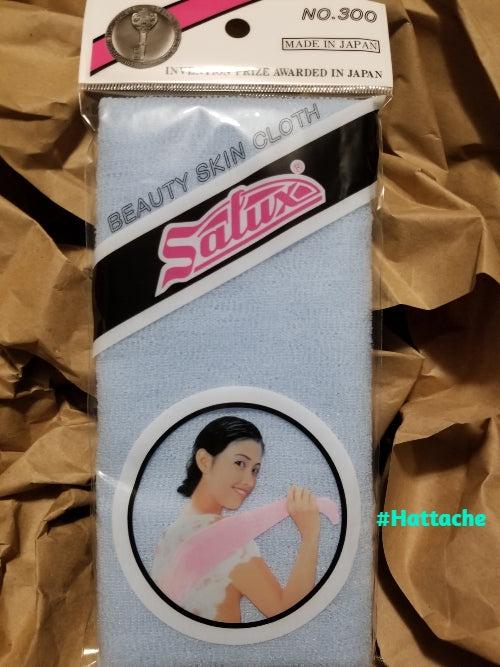 NO.300
MADE IN JAPAN
INVENTION PRIZE AWARDED IN JAPAN
BEAUTY SKIN CLOTH
Salux®
#Hattache